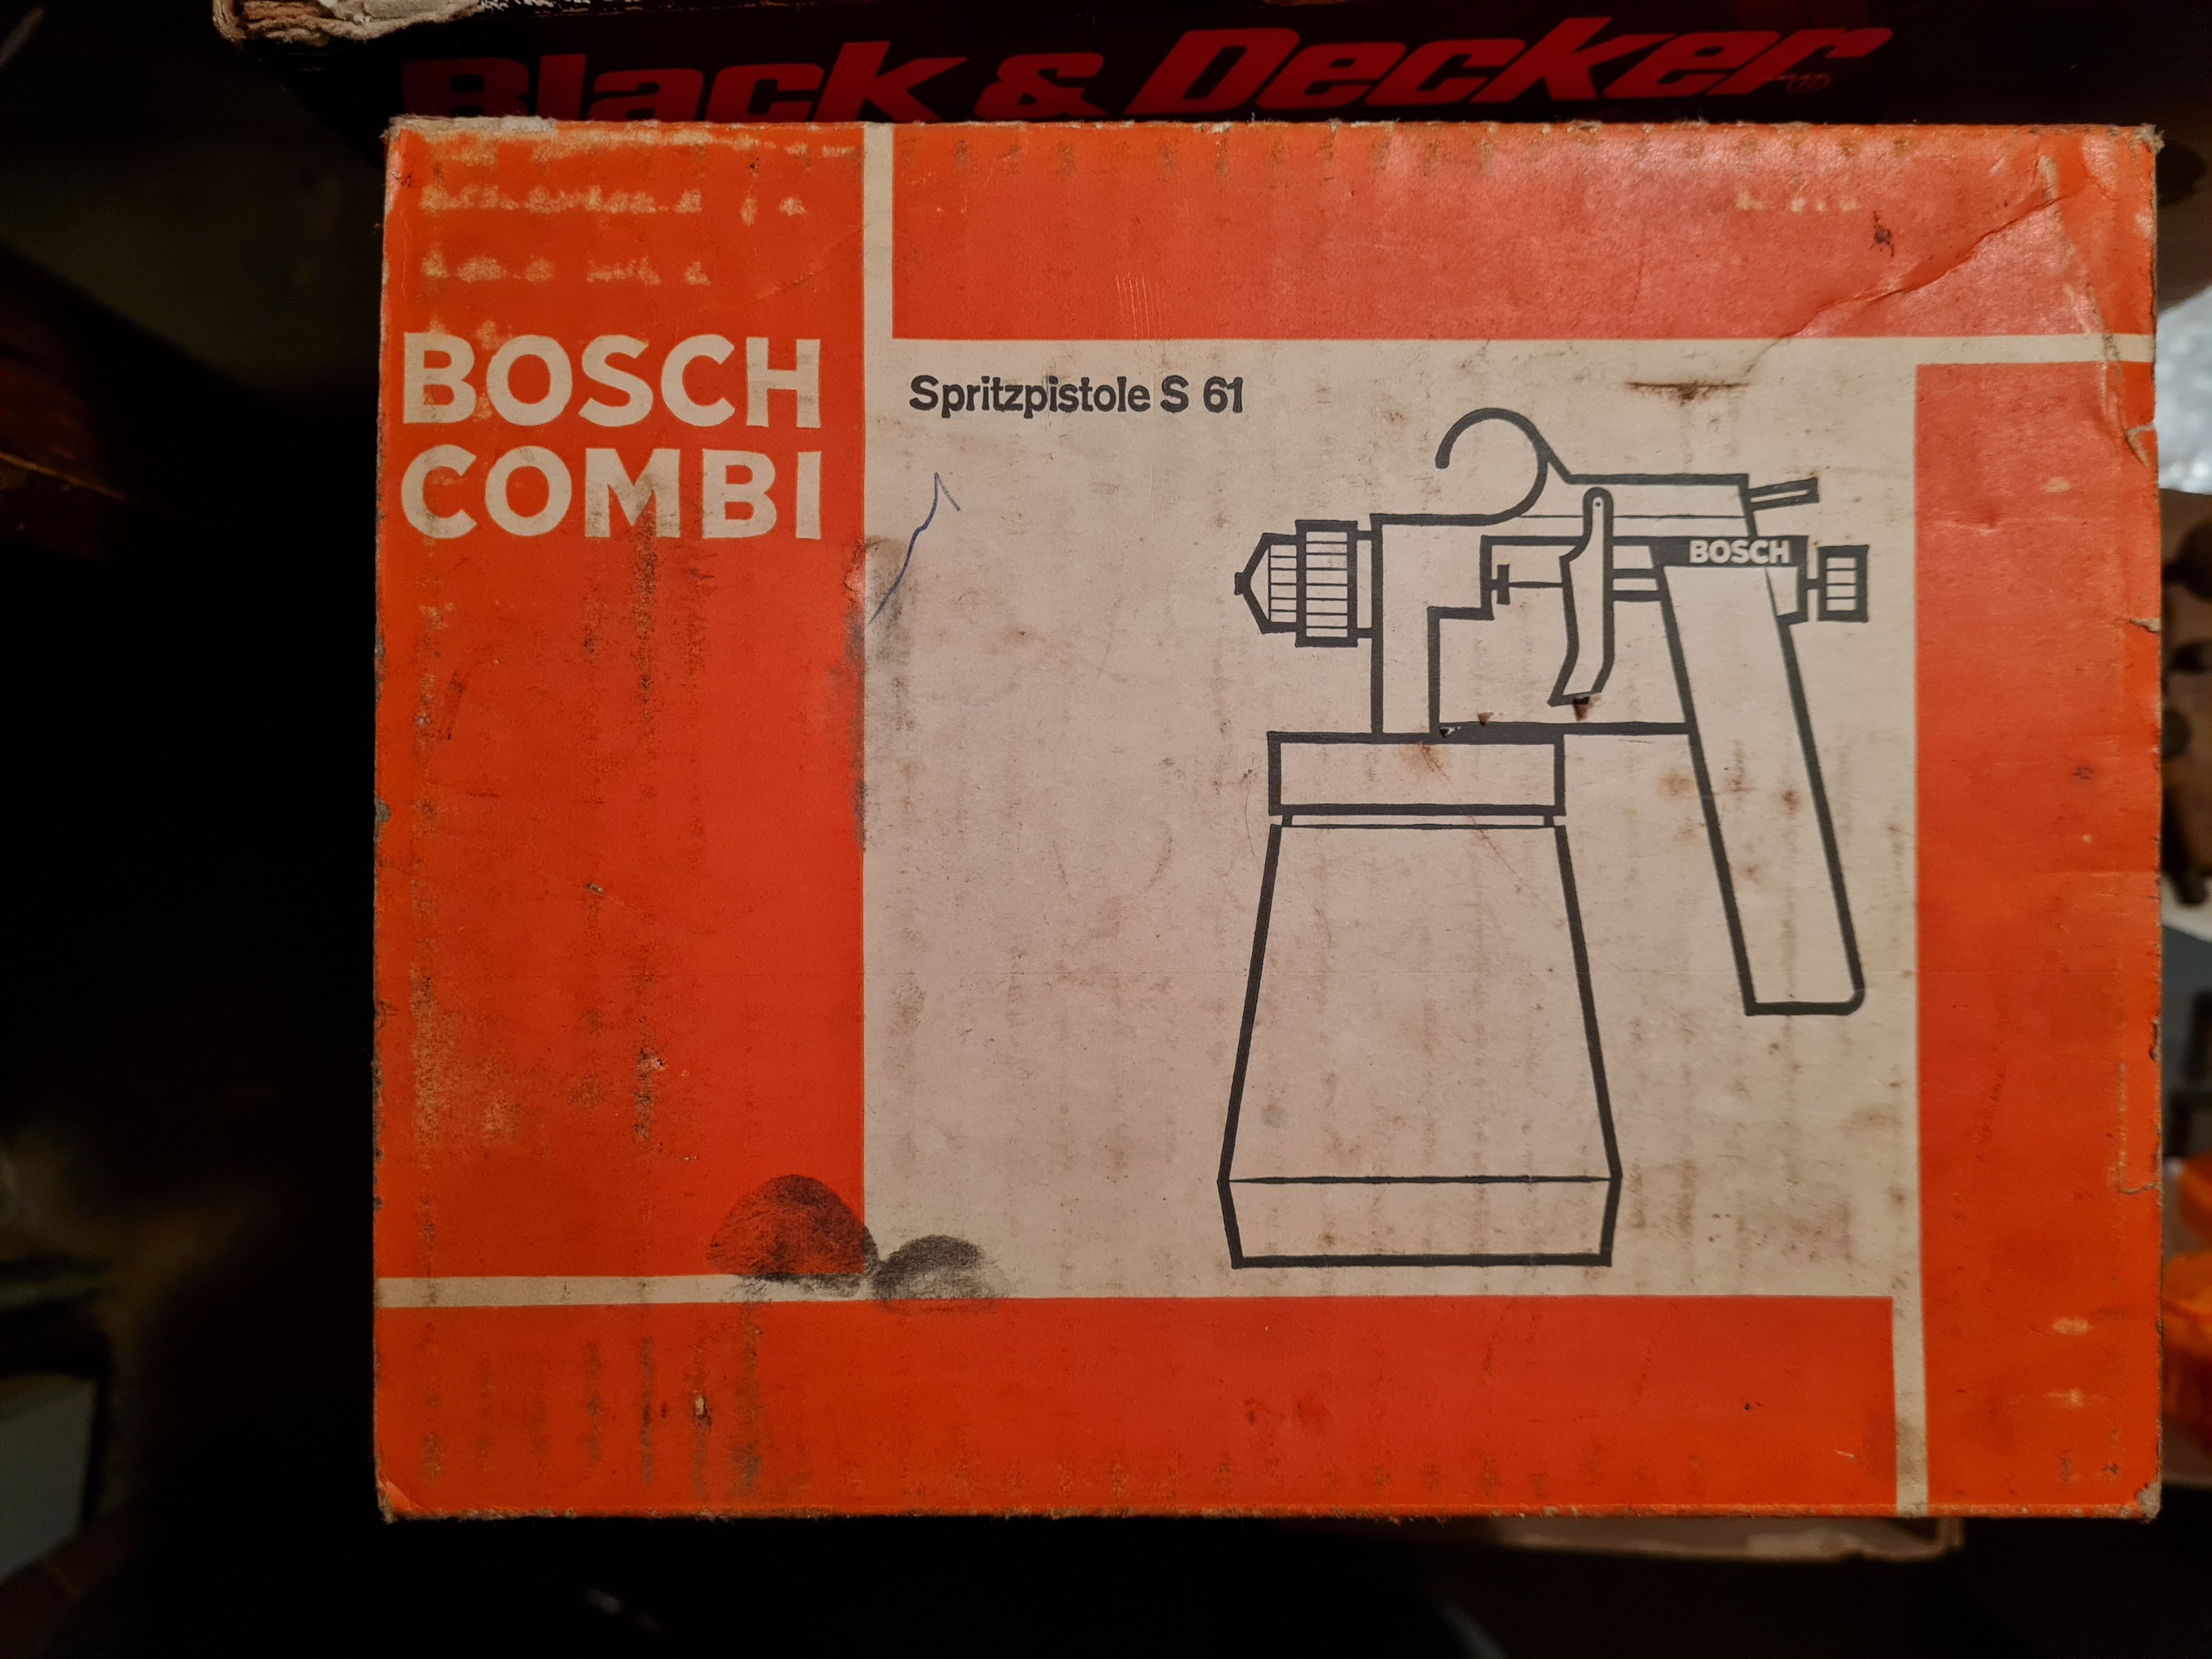 Black & Decker
BOSCH
COMBI
Spritzpistole S 61
BOSCH